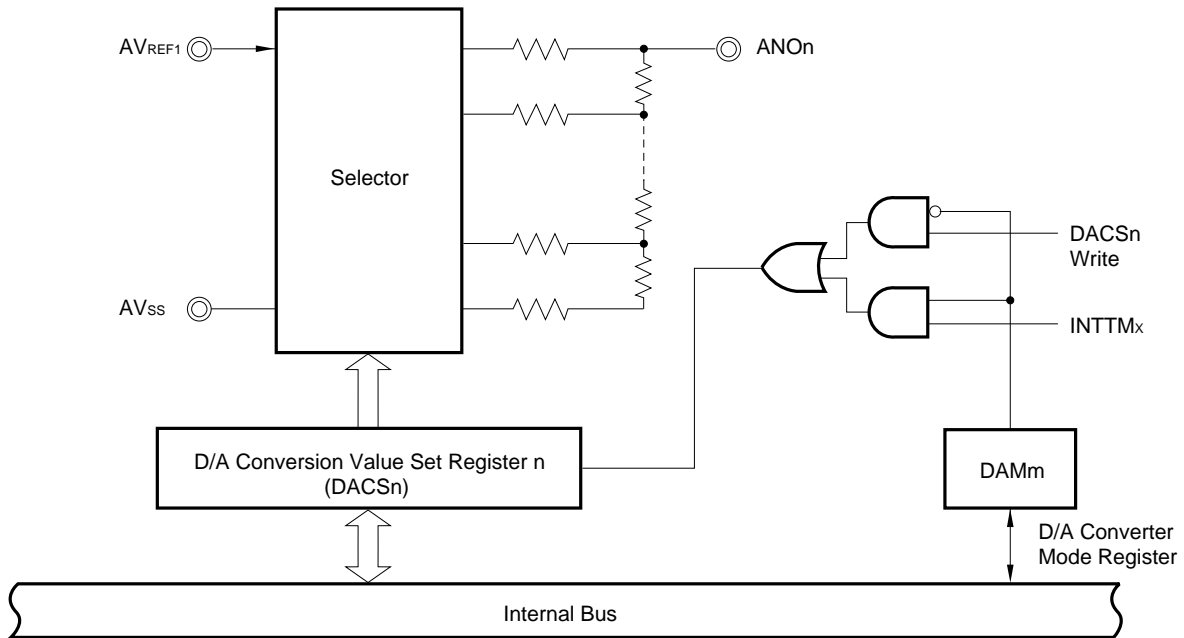 AVREF1
ANOn
Selector
DACSn
Write
AVSS
INTTMx
D/A Conversion Value Set Register n
(DACSn)
DAMm
D/A Converter
Mode Register
Internal Bus